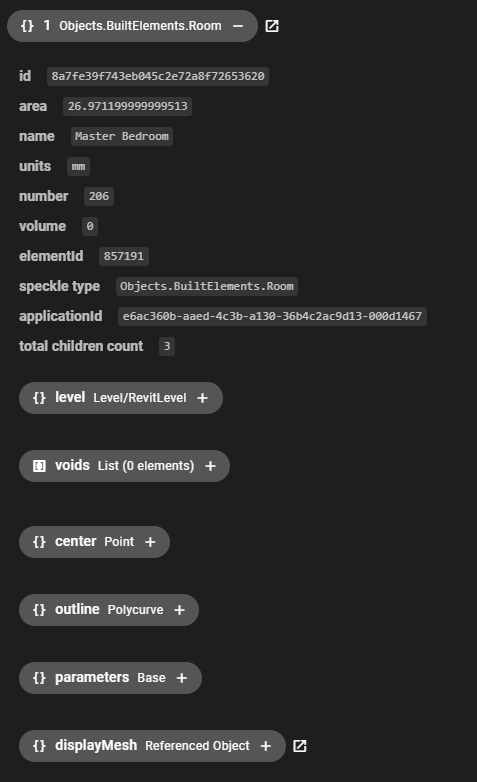 {} 1 Objects.BuiltElements.Room −
id 8a7fe39f743eb045c2e72a8f72653620
area 26.971199999999513
name Master Bedroom
units mm
number 206
volume 0
elementId 857191
speckle type Objects.BuiltElements.Room
applicationId e6ac360b-aaed-4c3b-a130-36b4c2ac9d13-000d1467
total children count 3
{} level Level/RevitLevel +
[] voids List (0 elements) +
{} center Point +
{} outline Polycurve +
{} parameters Base +
{} displayMesh Referenced Object +